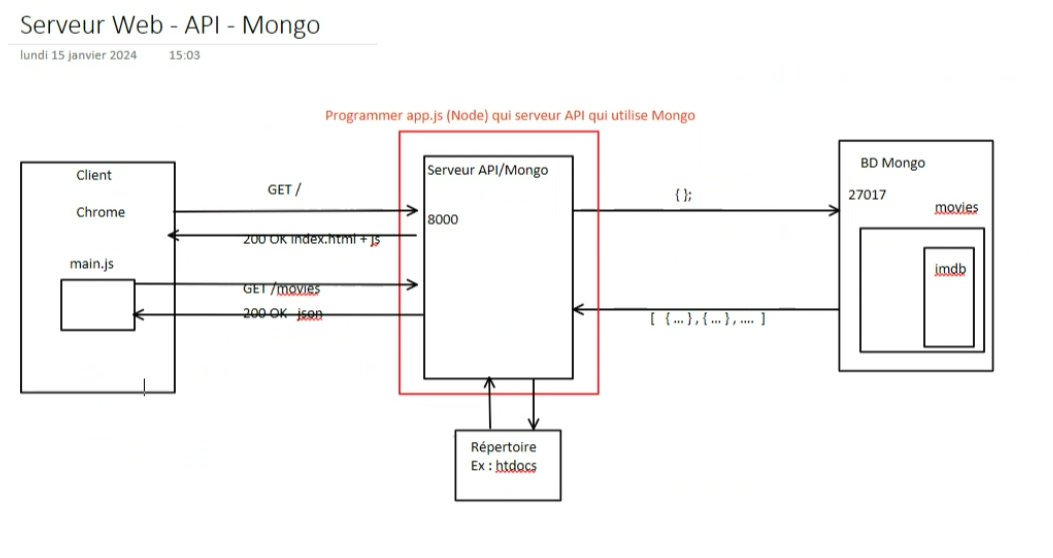 Serveur Web - API - Mongo
lundi 15 janvier 2024 15:03
Programmer app.js (Node) qui serveur API qui utilise Mongo
Client
Chrome
main.js
GET /
200 OK index.html + js
GET /movies
200 OK json
Serveur API/Mongo
8000
Répertoire
Ex : htdocs
{ };
[ {...},{...},.... ]
BD Mongo
27017
movies
imdb